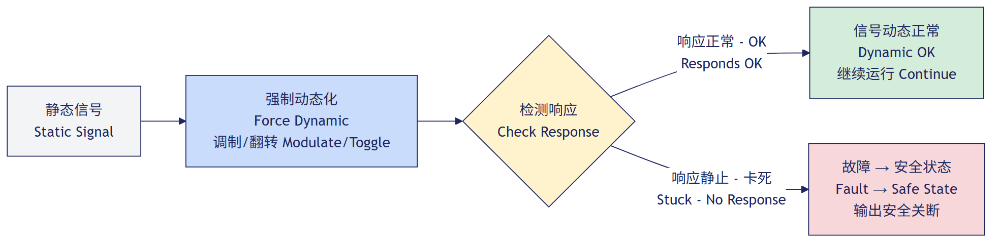 静态信号
Static Signal
强制动态化
Force Dynamic
调制/翻转 Modulate/Toggle
检测响应
Check Response
响应正常 - OK
Responds OK
信号动态正常
Dynamic OK
继续运行 Continue
响应静止 - 卡死
Stuck - No Response
故障 → 安全状态
Fault → Safe State
输出安全关断